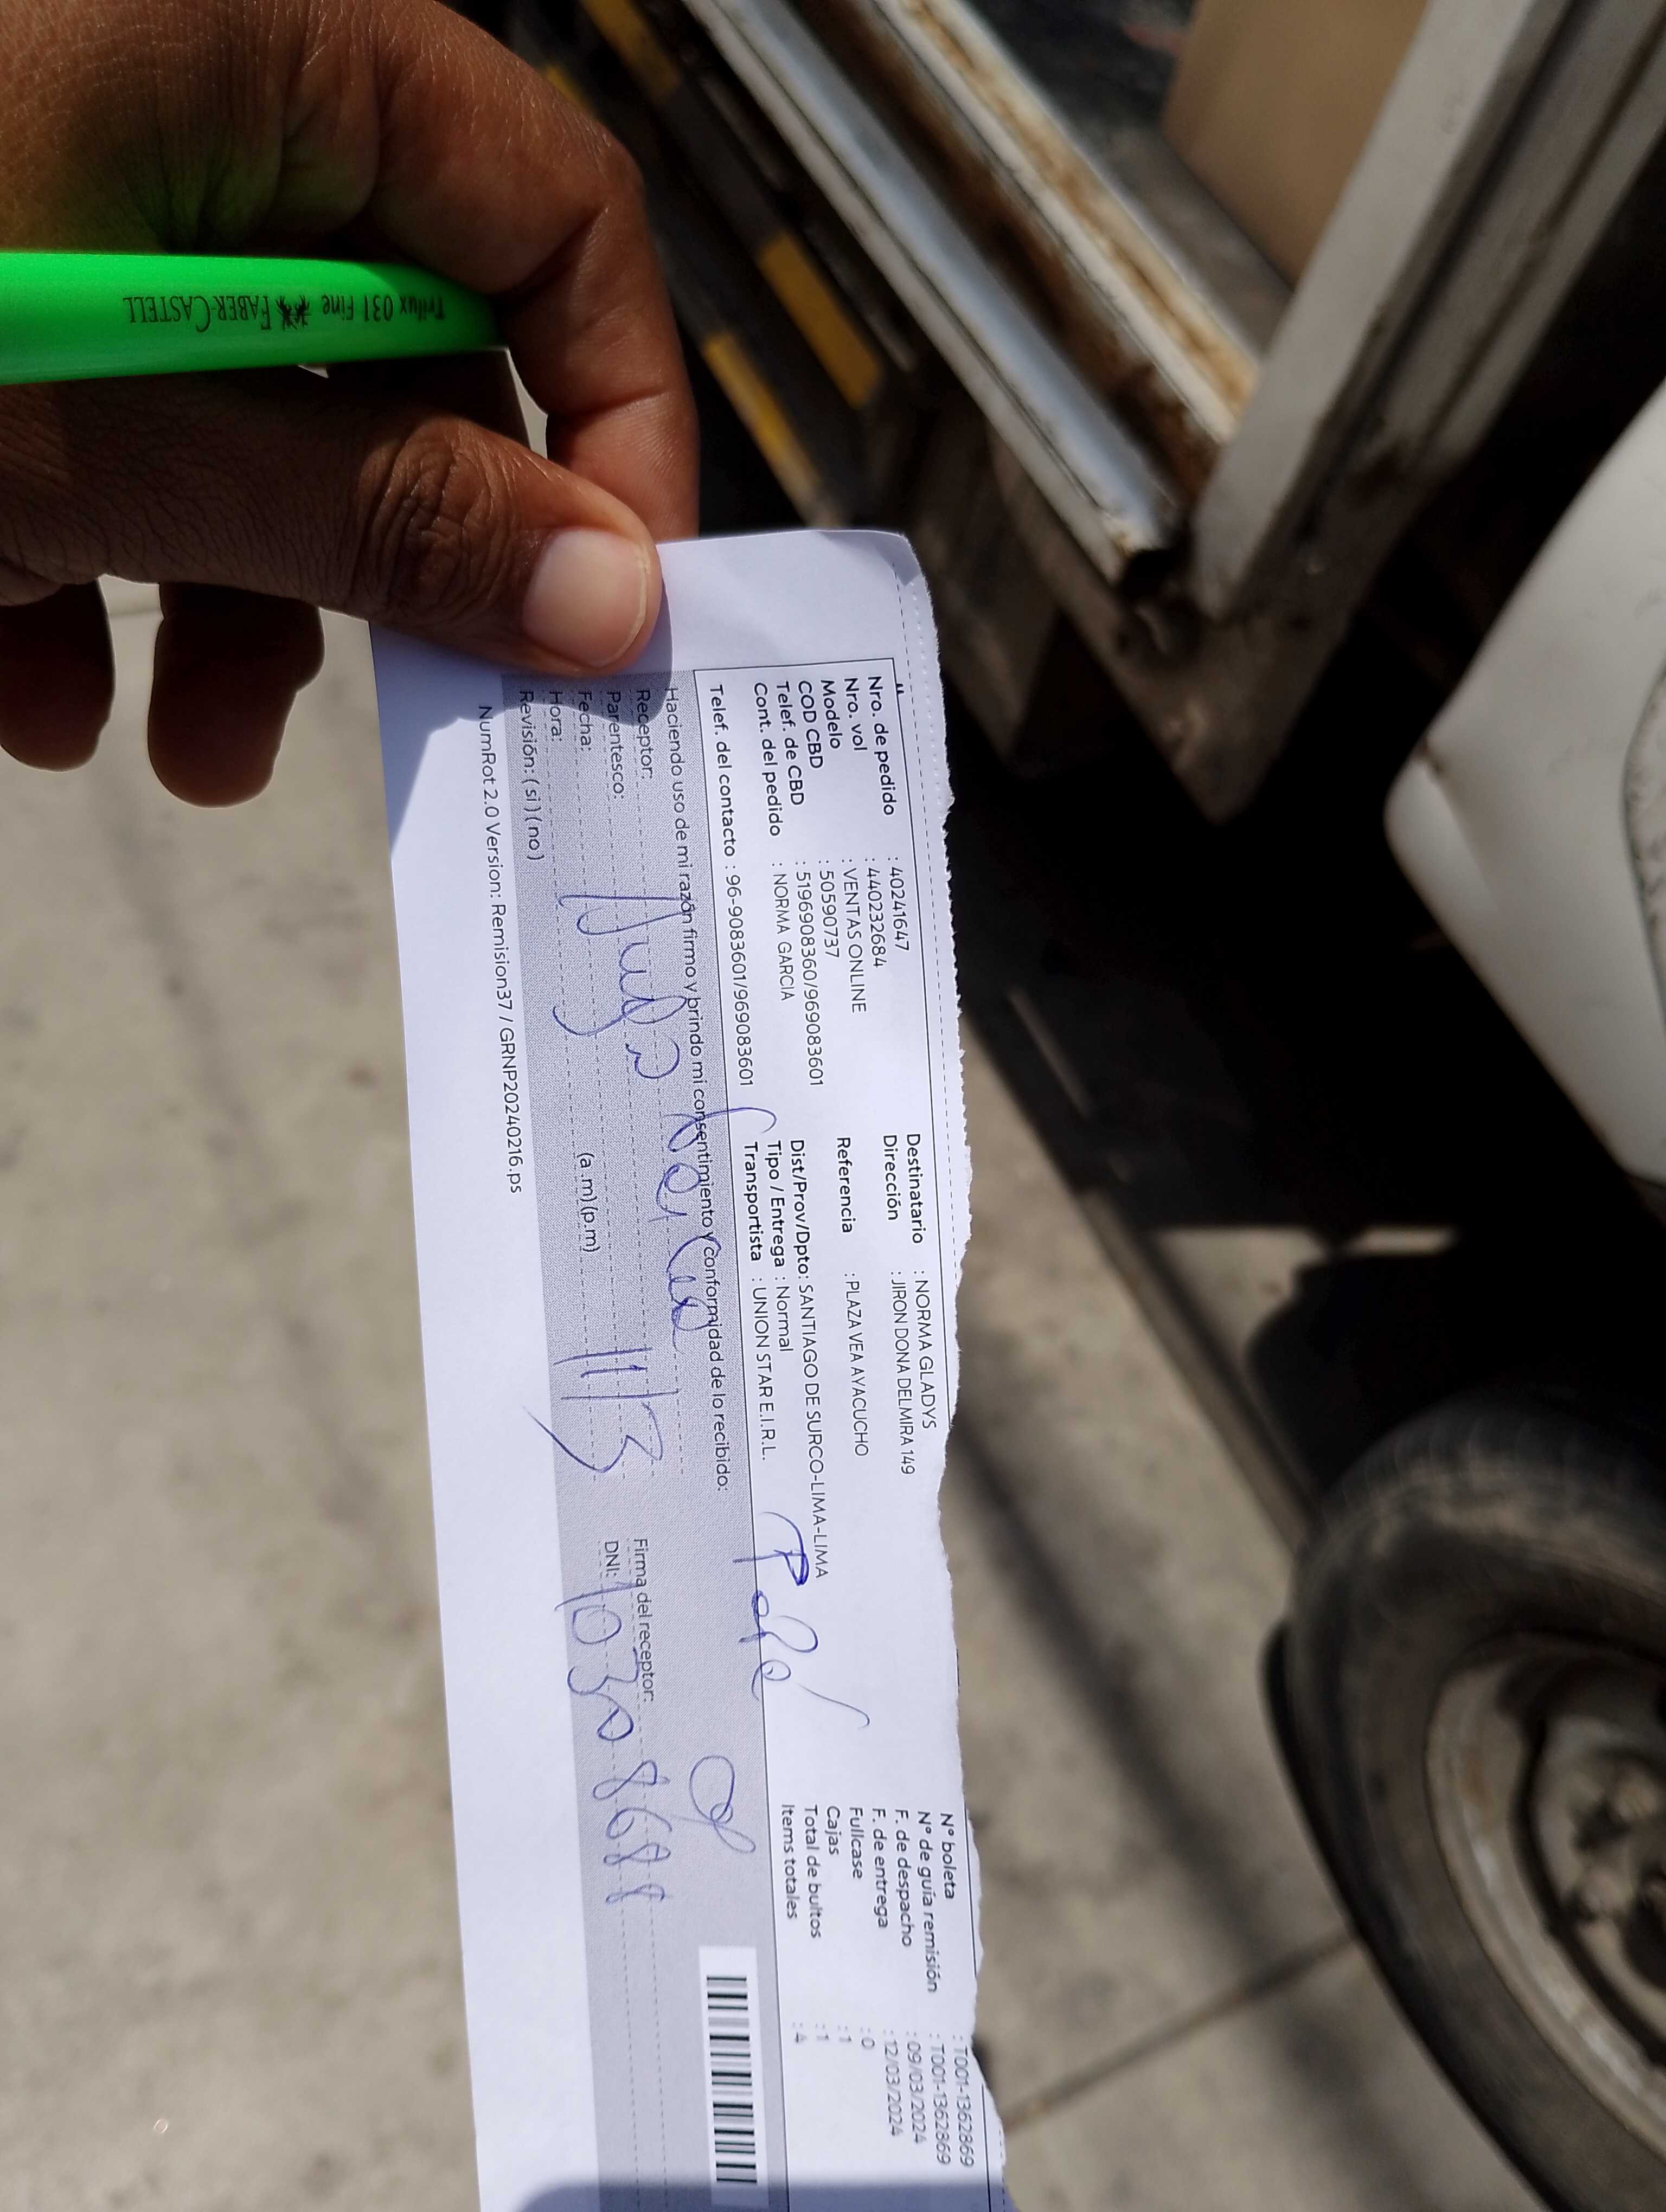 Trilux 031 Fine FABER-CASTELL
Nro. de pedido : 40241647
Nro. vol : 440232684
Modelo : VENTAS ONLINE
COD CBD : 50590737
Telef. de CBD : 51969083601/969083601
Cont. del pedido : NORMA GARCIA
Telef. del contacto : 96-9083601/969083601
Destinatario : NORMA GLADYS
Dirección : JIRON DONA DELMIRA 149
Referencia : PLAZA VEA AYACUCHO
Dist/Prov/Dpto: SANTIAGO DE SURCO-LIMA-LIMA
Tipo / Entrega : Normal
Transportista : UNION STAR E.I.R.L.
N° boleta : T001-1362869
N° de guía remisión : T001-1362869
F. de despacho : 09/03/2024
F. de entrega : 12/03/2024
Fullcase : 0
Cajas : 1
Total de bultos : 1
Items totales : 4
Haciendo uso de mi razón firmo y brindo mi consentimiento y conformidad de lo recibido:
Receptor:
Parentesco:
Fecha: 11/3
Hora: (a.m)(p.m)
Revisión: (si) (no)
Firma del receptor:
DNI: 10308688
NumRot 2.0 Version: Remision37 / GRNP20240216.ps